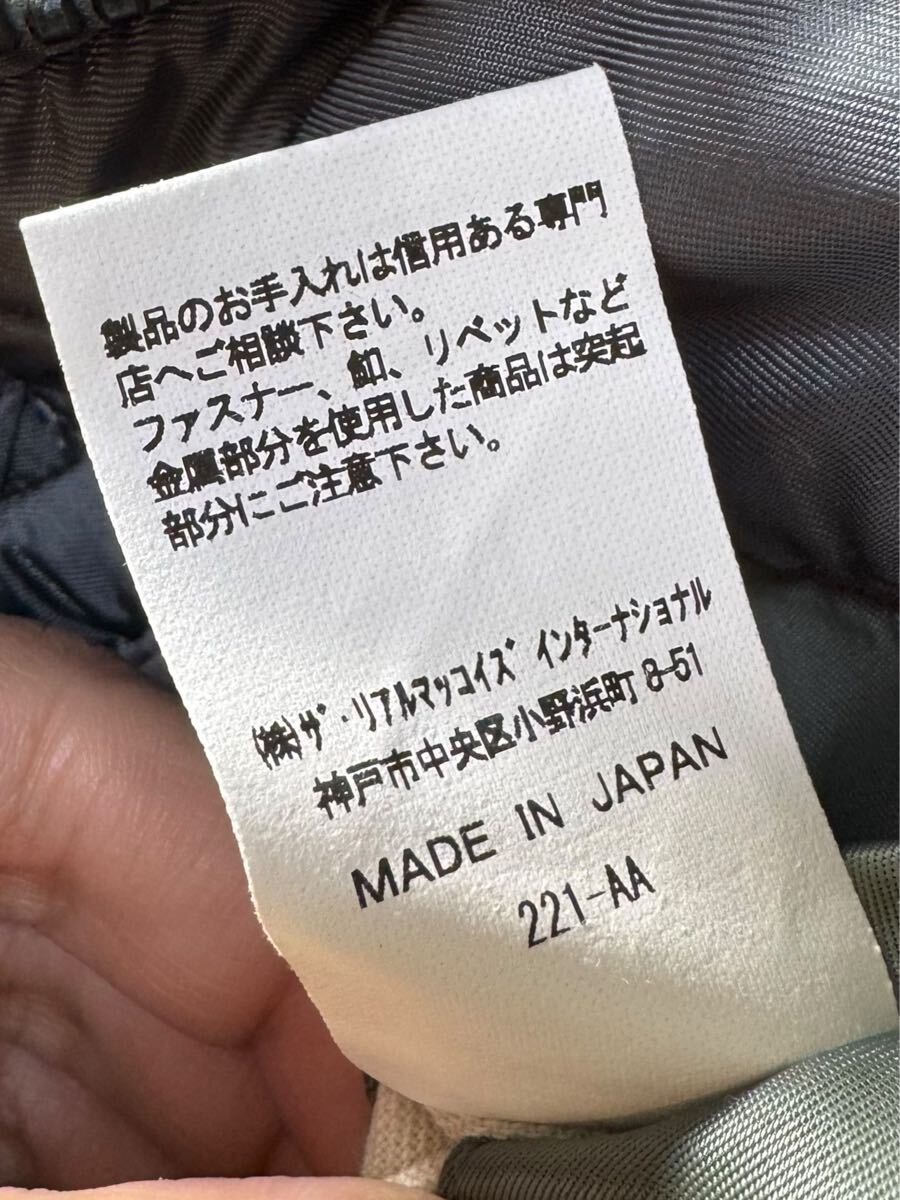 製品のお手入れは信用ある専門
店へご相談下さい。
ファスナー、釦、リベットなど
金属部分を使用した商品は突起
部分にご注意下さい。
㈱ザ・リアルマッコイズ インターナショナル
神戸市中央区小野浜町8-51
MADE IN JAPAN
221-AA